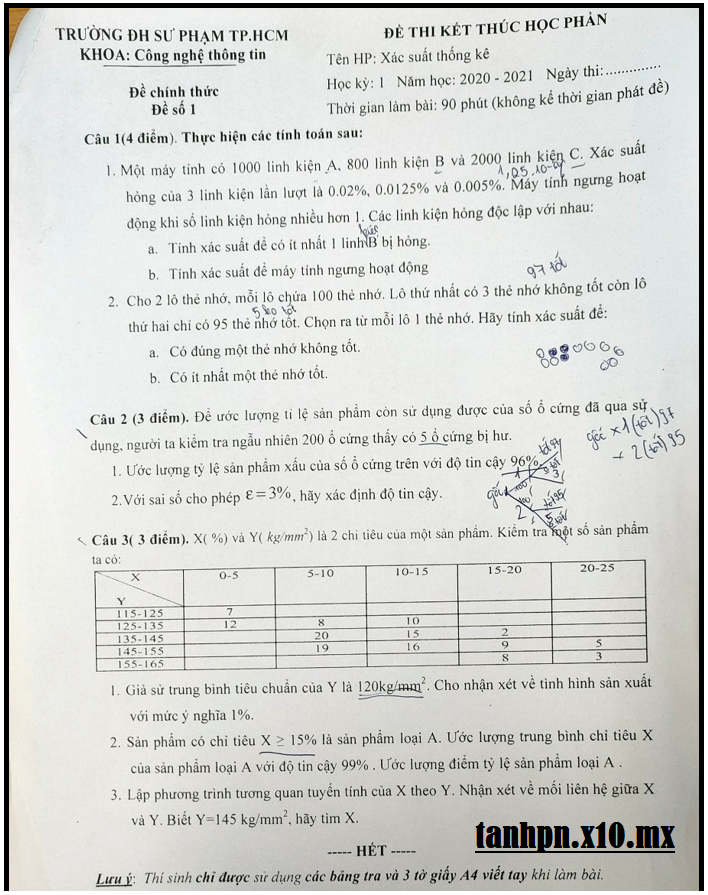 TRƯỜNG ĐH SƯ PHẠM TP.HCM
KHOA: Công nghệ thông tin
Đề chính thức
Đề số 1
ĐỀ THI KẾT THÚC HỌC PHẦN
Tên HP: Xác suất thống kê
Học kỳ: 1 Năm học: 2020 - 2021 Ngày thi:.............
Thời gian làm bài: 90 phút (không kể thời gian phát đề)
Câu 1(4 điểm). Thực hiện các tính toán sau:
1. Một máy tính có 1000 linh kiện A, 800 linh kiện B và 2000 linh kiện C. Xác suất
hỏng của 3 linh kiện lần lượt là 0.02%, 0.0125% và 0.005%. Máy tính ngưng hoạt
động khi số linh kiện hỏng nhiều hơn 1. Các linh kiện hỏng độc lập với nhau:
a. Tính xác suất để có ít nhất 1 linh B bị hỏng.
b. Tính xác suất để máy tính ngưng hoạt động
97 tốt
2. Cho 2 lô thẻ nhớ, mỗi lô chứa 100 thẻ nhớ. Lô thứ nhất có 3 thẻ nhớ không tốt còn lô
thứ hai chỉ có 95 thẻ nhớ tốt. Chọn ra từ mỗi lô 1 thẻ nhớ. Hãy tính xác suất để:
a. Có đúng một thẻ nhớ không tốt.
b. Có ít nhất một thẻ nhớ tốt.
Câu 2 (3 điểm). Để ước lượng tỉ lệ sản phẩm còn sử dụng được của số ổ cứng đã qua sử
dụng, người ta kiểm tra ngẫu nhiên 200 ổ cứng thấy có 5 ổ cứng bị hư.
gốc × 1 (tốt) 97
2 (tốt) 95
1. Ước lượng tỷ lệ sản phẩm xấu của số ổ cứng trên với độ tin cậy 96%
2.Với sai số cho phép ε=3%, hãy xác định độ tin cậy.
gốc
Câu 3( 3 điểm). X( %) và Y( kg/mm²) là 2 chỉ tiêu của một sản phẩm. Kiểm tra một số sản phẩm
ta có:
X 0-5 5-10 10-15 15-20 20-25
Y
115-125 7
125-135 12 8 10
135-145 20 15 2
145-155 19 16 9 5
155-165 8 3
1. Giả sử trung bình tiêu chuẩn của Y là 120kg/mm². Cho nhận xét về tình hình sản xuất
với mức ý nghĩa 1%.
2. Sản phẩm có chỉ tiêu X ≥ 15% là sản phẩm loại A. Ước lượng trung bình chỉ tiêu X
của sản phẩm loại A với độ tin cậy 99% . Ước lượng điểm tỷ lệ sản phẩm loại A .
3. Lập phương trình tương quan tuyến tính của X theo Y. Nhận xét về mối liên hệ giữa X
và Y. Biết Y=145 kg/mm², hãy tìm X.
----- HẾT -----
tanhpn.x10.mx
Lưu ý: Thí sinh chỉ được sử dụng các bảng tra và 3 tờ giấy A4 viết tay khi làm bài.